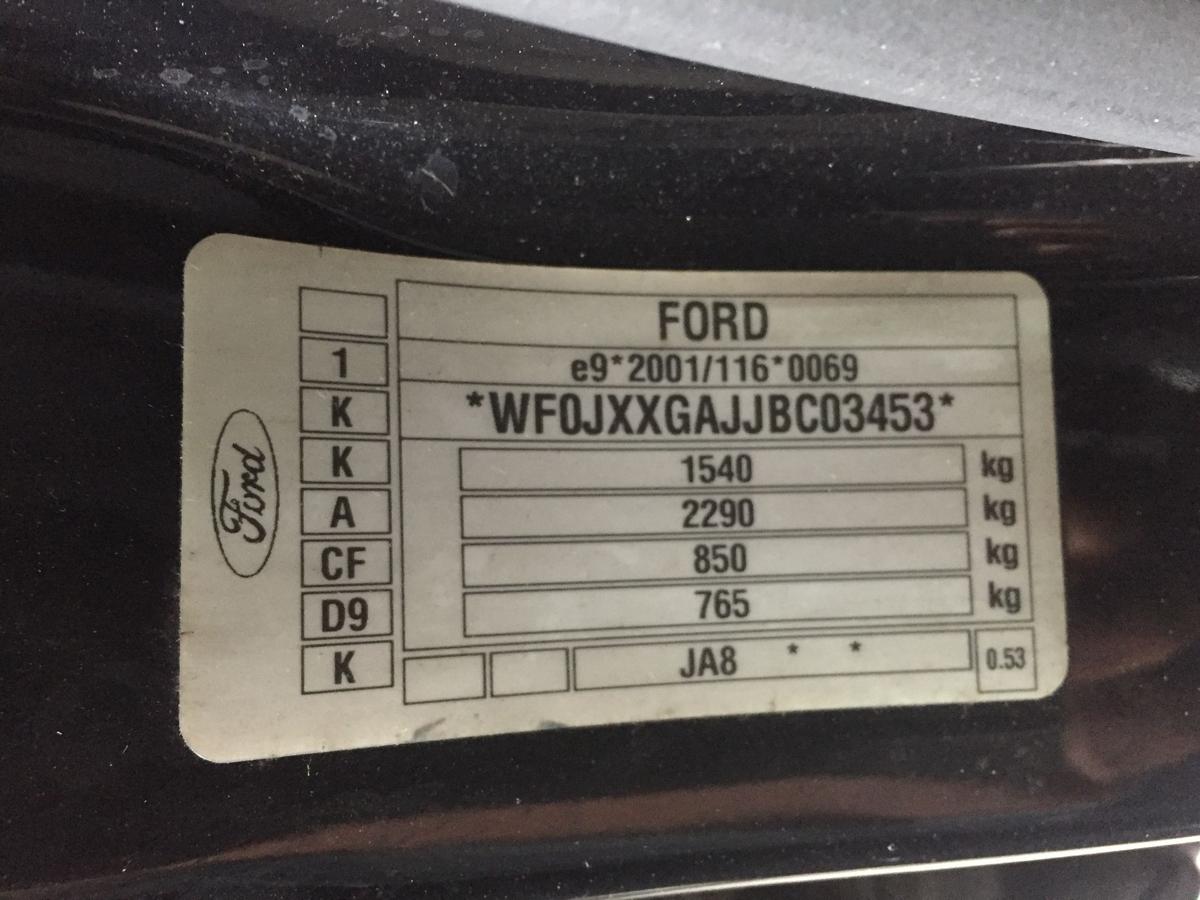 FORD
1 e9*2001/116*0069
K *WF0JXXGAJJBC03453*
K 1540 kg
A 2290 kg
CF 850 kg
D9 765 kg
K JA8 * * 0.53
Ford